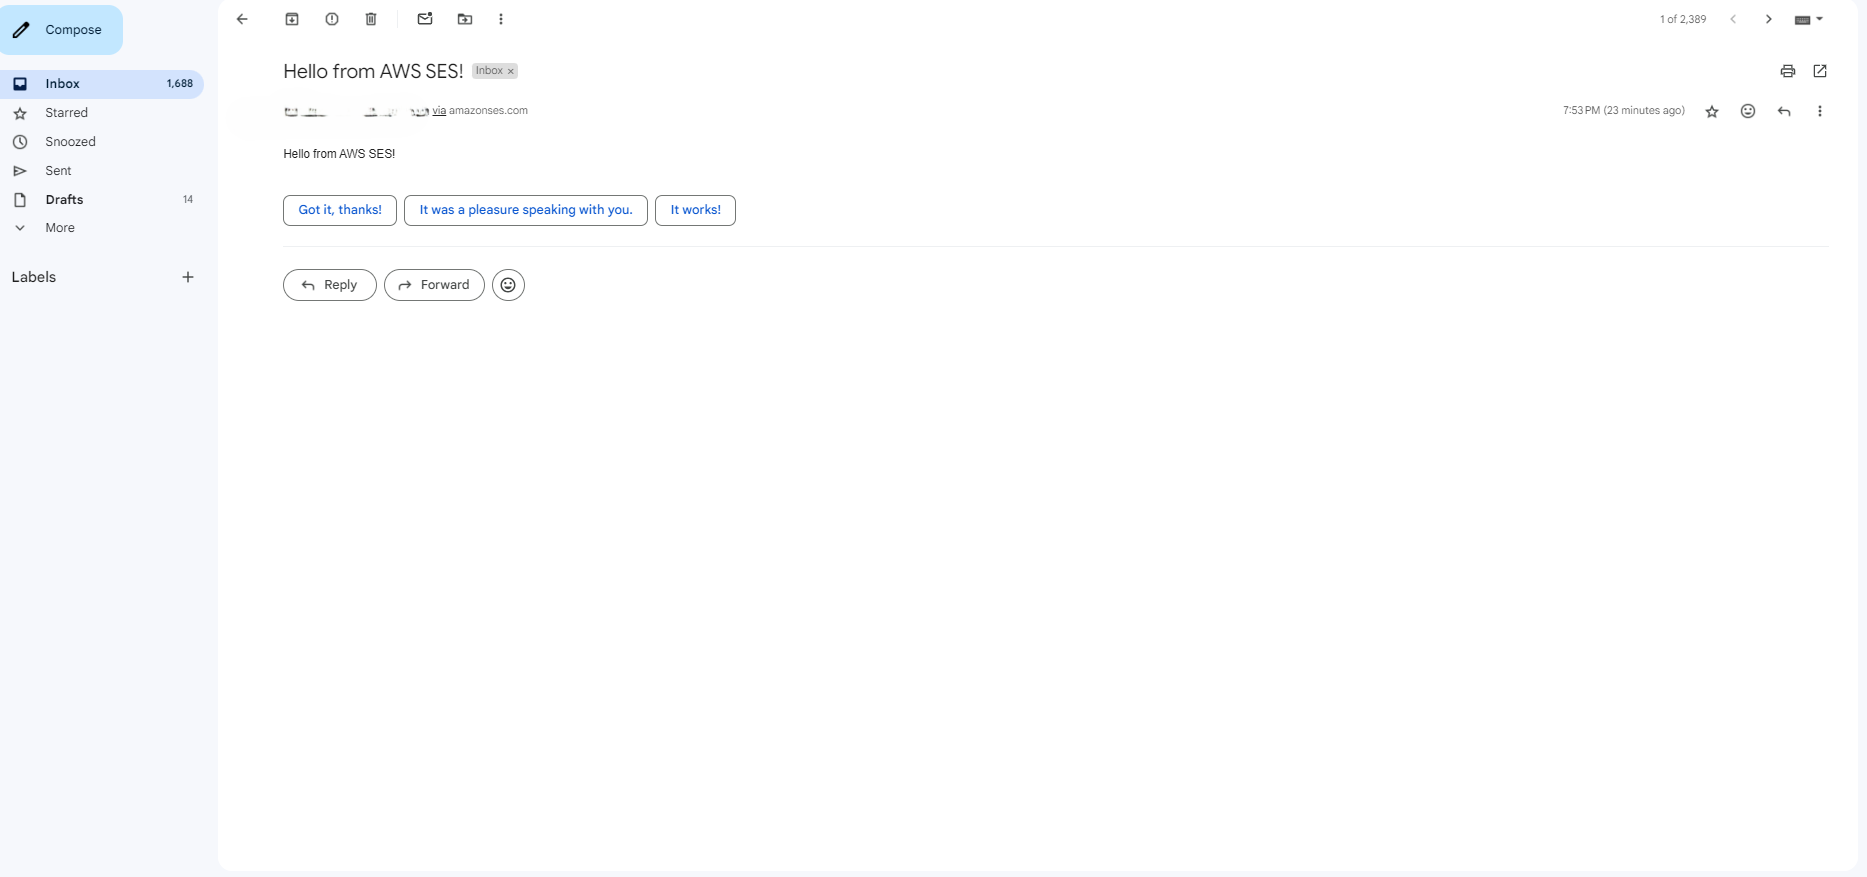 Compose
Inbox 1,688
Starred
Snoozed
Sent
Drafts 14
More
Labels
1 of 2,389
Hello from AWS SES! Inbox x
via amazonses.com 7:53 PM (23 minutes ago)
Hello from AWS SES!
Got it, thanks! It was a pleasure speaking with you. It works!
Reply Forward